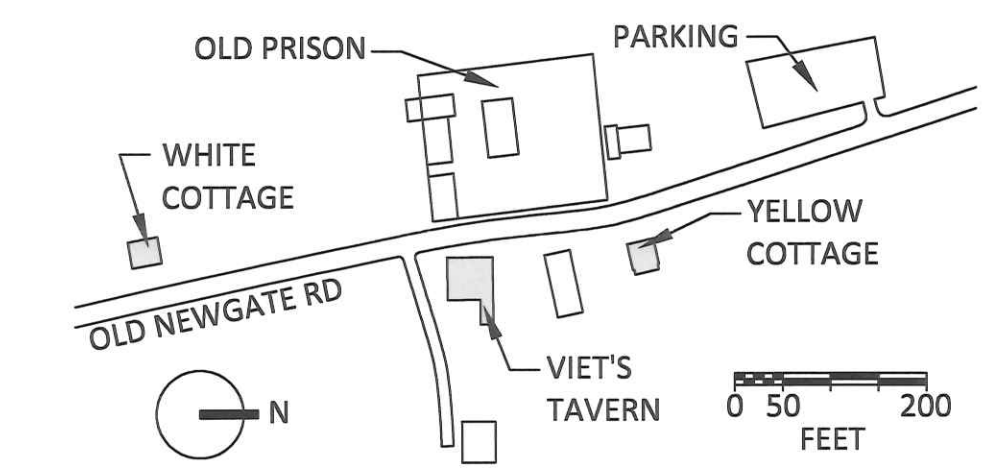 OLD PRISON
PARKING
WHITE
COTTAGE
YELLOW
COTTAGE
OLD NEWGATE RD
VIET'S
TAVERN
N
0 50 200
FEET